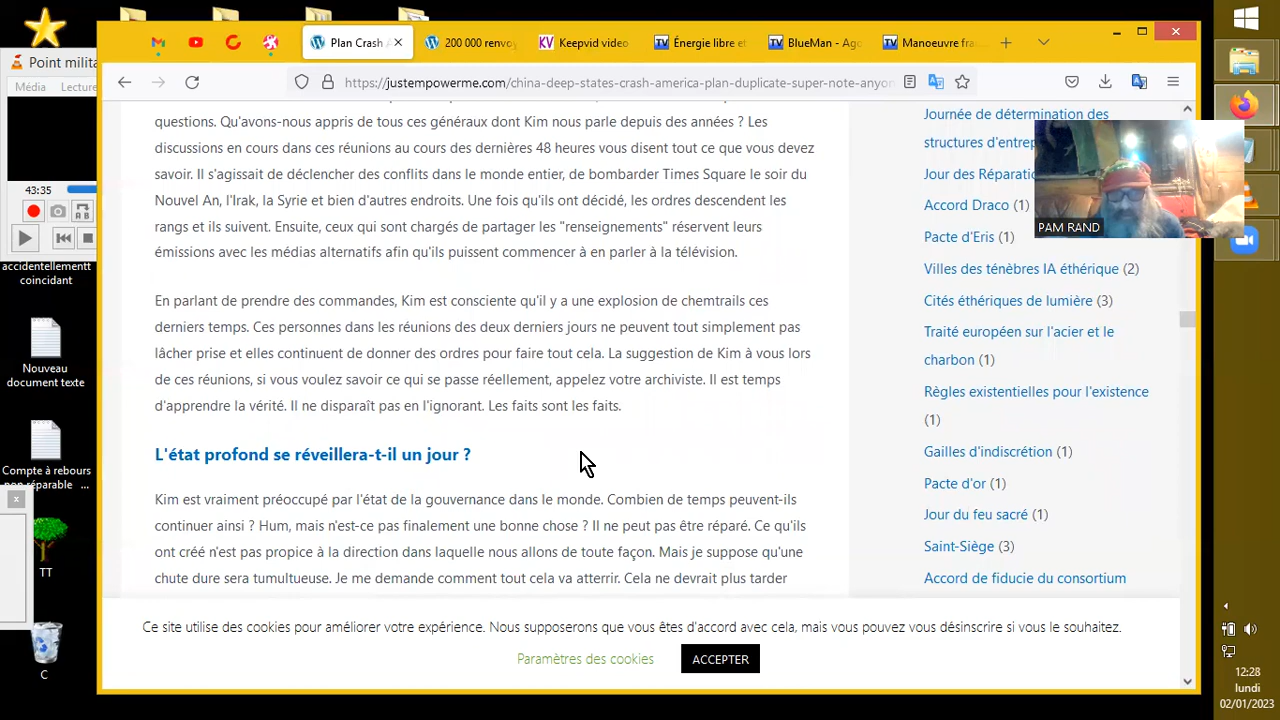 Point milita
Média Lecture
43:35
accidentellementt
coincidant
Nouveau
document texte
Compte à rebours
non réparable ...
TT
C
Plan Crash A
200 000 renvoy
Keepvid video
Énergie libre et
BlueMan - Ago
Manoeuvre fra
https://justempowerme.com/china-deep-states-crash-america-plan-duplicate-super-note-anyon
questions. Qu'avons-nous appris de tous ces généraux dont Kim nous parle depuis des années ? Les
discussions en cours dans ces réunions au cours des dernières 48 heures vous disent tout ce que vous devez
savoir. Il s'agissait de déclencher des conflits dans le monde entier, de bombarder Times Square le soir du
Nouvel An, l'Irak, la Syrie et bien d'autres endroits. Une fois qu'ils ont décidé, les ordres descendent les
rangs et ils suivent. Ensuite, ceux qui sont chargés de partager les "renseignements" réservent leurs
émissions avec les médias alternatifs afin qu'ils puissent commencer à en parler à la télévision.
En parlant de prendre des commandes, Kim est consciente qu'il y a une explosion de chemtrails ces
derniers temps. Ces personnes dans les réunions des deux derniers jours ne peuvent tout simplement pas
lâcher prise et elles continuent de donner des ordres pour faire tout cela. La suggestion de Kim à vous lors
de ces réunions, si vous voulez savoir ce qui se passe réellement, appelez votre archiviste. Il est temps
d'apprendre la vérité. Il ne disparaît pas en l'ignorant. Les faits sont les faits.
L'état profond se réveillera-t-il un jour ?
Kim est vraiment préoccupé par l'état de la gouvernance dans le monde. Combien de temps peuvent-ils
continuer ainsi ? Hum, mais n'est-ce pas finalement une bonne chose ? Il ne peut pas être réparé. Ce qu'ils
ont créé n'est pas propice à la direction dans laquelle nous allons de toute façon. Mais je suppose qu'une
chute dure sera tumultueuse. Je me demande comment tout cela va atterrir. Cela ne devrait plus tarder
Journée de détermination des
structures d'entrep
Jour des Réparatio
Accord Draco (1)
Pacte d'Eris (1)
Villes des ténèbres IA éthérique (2)
Cités éthériques de lumière (3)
Traité européen sur l'acier et le
charbon (1)
Règles existentielles pour l'existence
(1)
Gailles d'indiscrétion (1)
Pacte d'or (1)
Jour du feu sacré (1)
Saint-Siège (3)
Accord de fiducie du consortium
PAM RAND
Ce site utilise des cookies pour améliorer votre expérience. Nous supposerons que vous êtes d'accord avec cela, mais vous pouvez vous désinscrire si vous le souhaitez.
Paramètres des cookies
ACCEPTER
12:28
lundi
02/01/2023